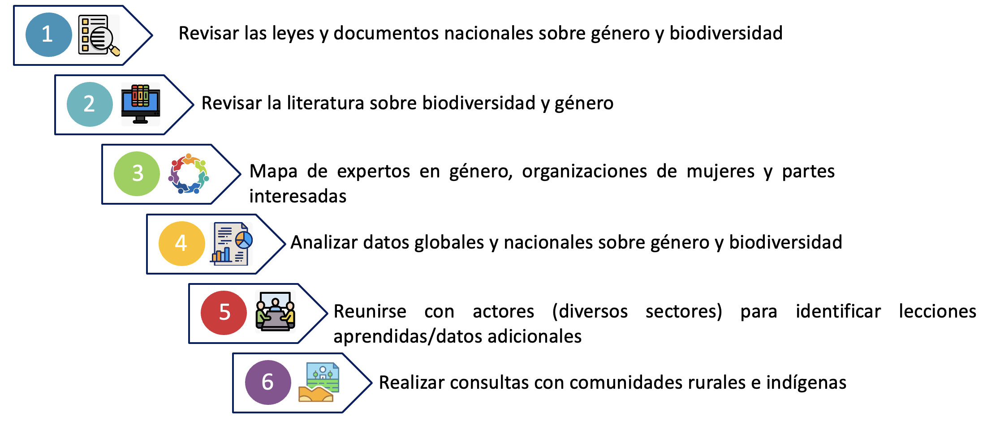 1
Revisar las leyes y documentos nacionales sobre género y biodiversidad
2
Revisar la literatura sobre biodiversidad y género
3
Mapa de expertos en género, organizaciones de mujeres y partes
interesadas
4
Analizar datos globales y nacionales sobre género y biodiversidad
5
Reunirse con actores (diversos sectores) para identificar lecciones
aprendidas/datos adicionales
6
Realizar consultas con comunidades rurales e indígenas